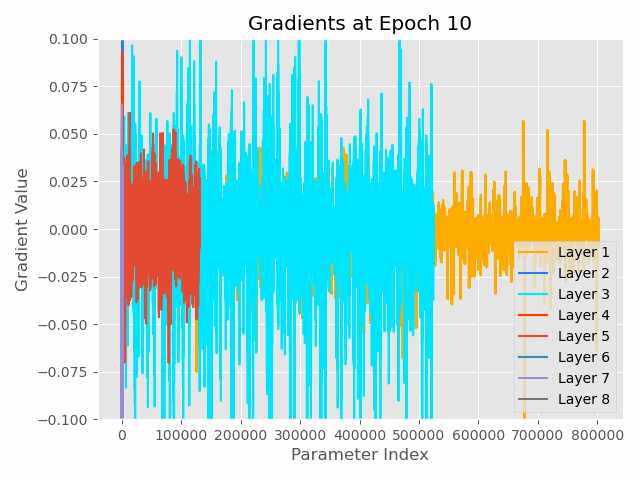 Gradients at Epoch 10
0.100
0.075
0.050
0.025
0.000
−0.025
−0.050
−0.075
−0.100
Gradient Value
0 100000 200000 300000 400000 500000 600000 700000 800000
Parameter Index
Layer 1
Layer 2
Layer 3
Layer 4
Layer 5
Layer 6
Layer 7
Layer 8